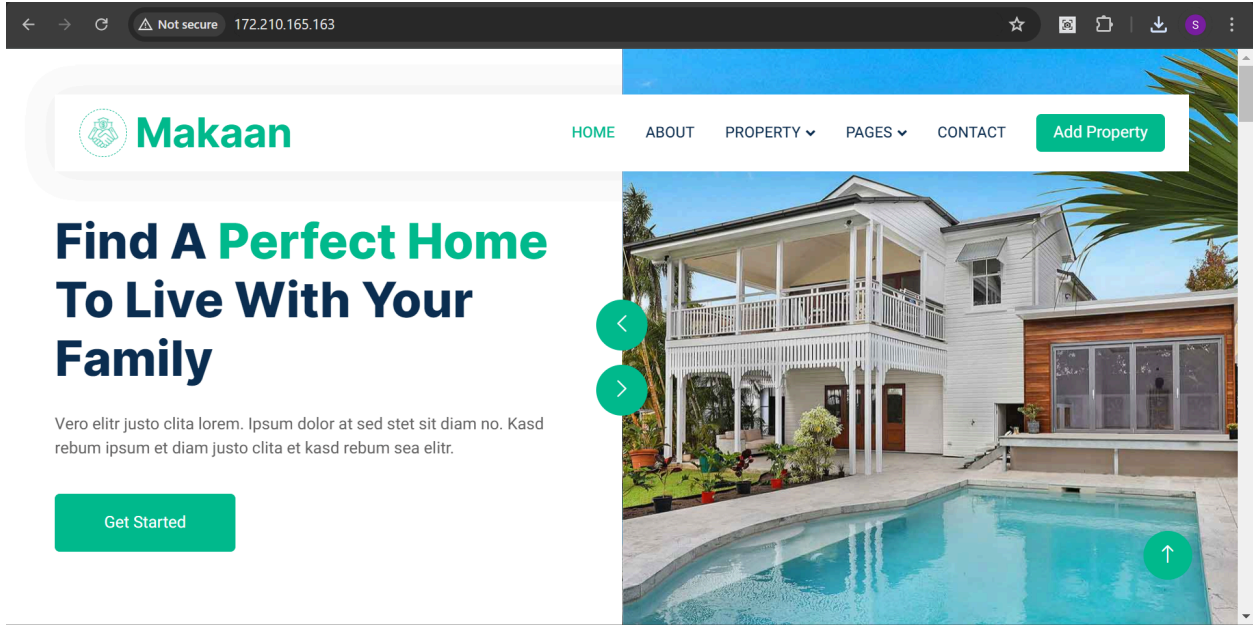 Not secure 172.210.165.163
S
Makaan
HOME ABOUT PROPERTY PAGES CONTACT Add Property
Find A Perfect Home
To Live With Your
Family
Vero elitr justo clita lorem. Ipsum dolor at sed stet sit diam no. Kasd
rebum ipsum et diam justo clita et kasd rebum sea elitr.
Get Started